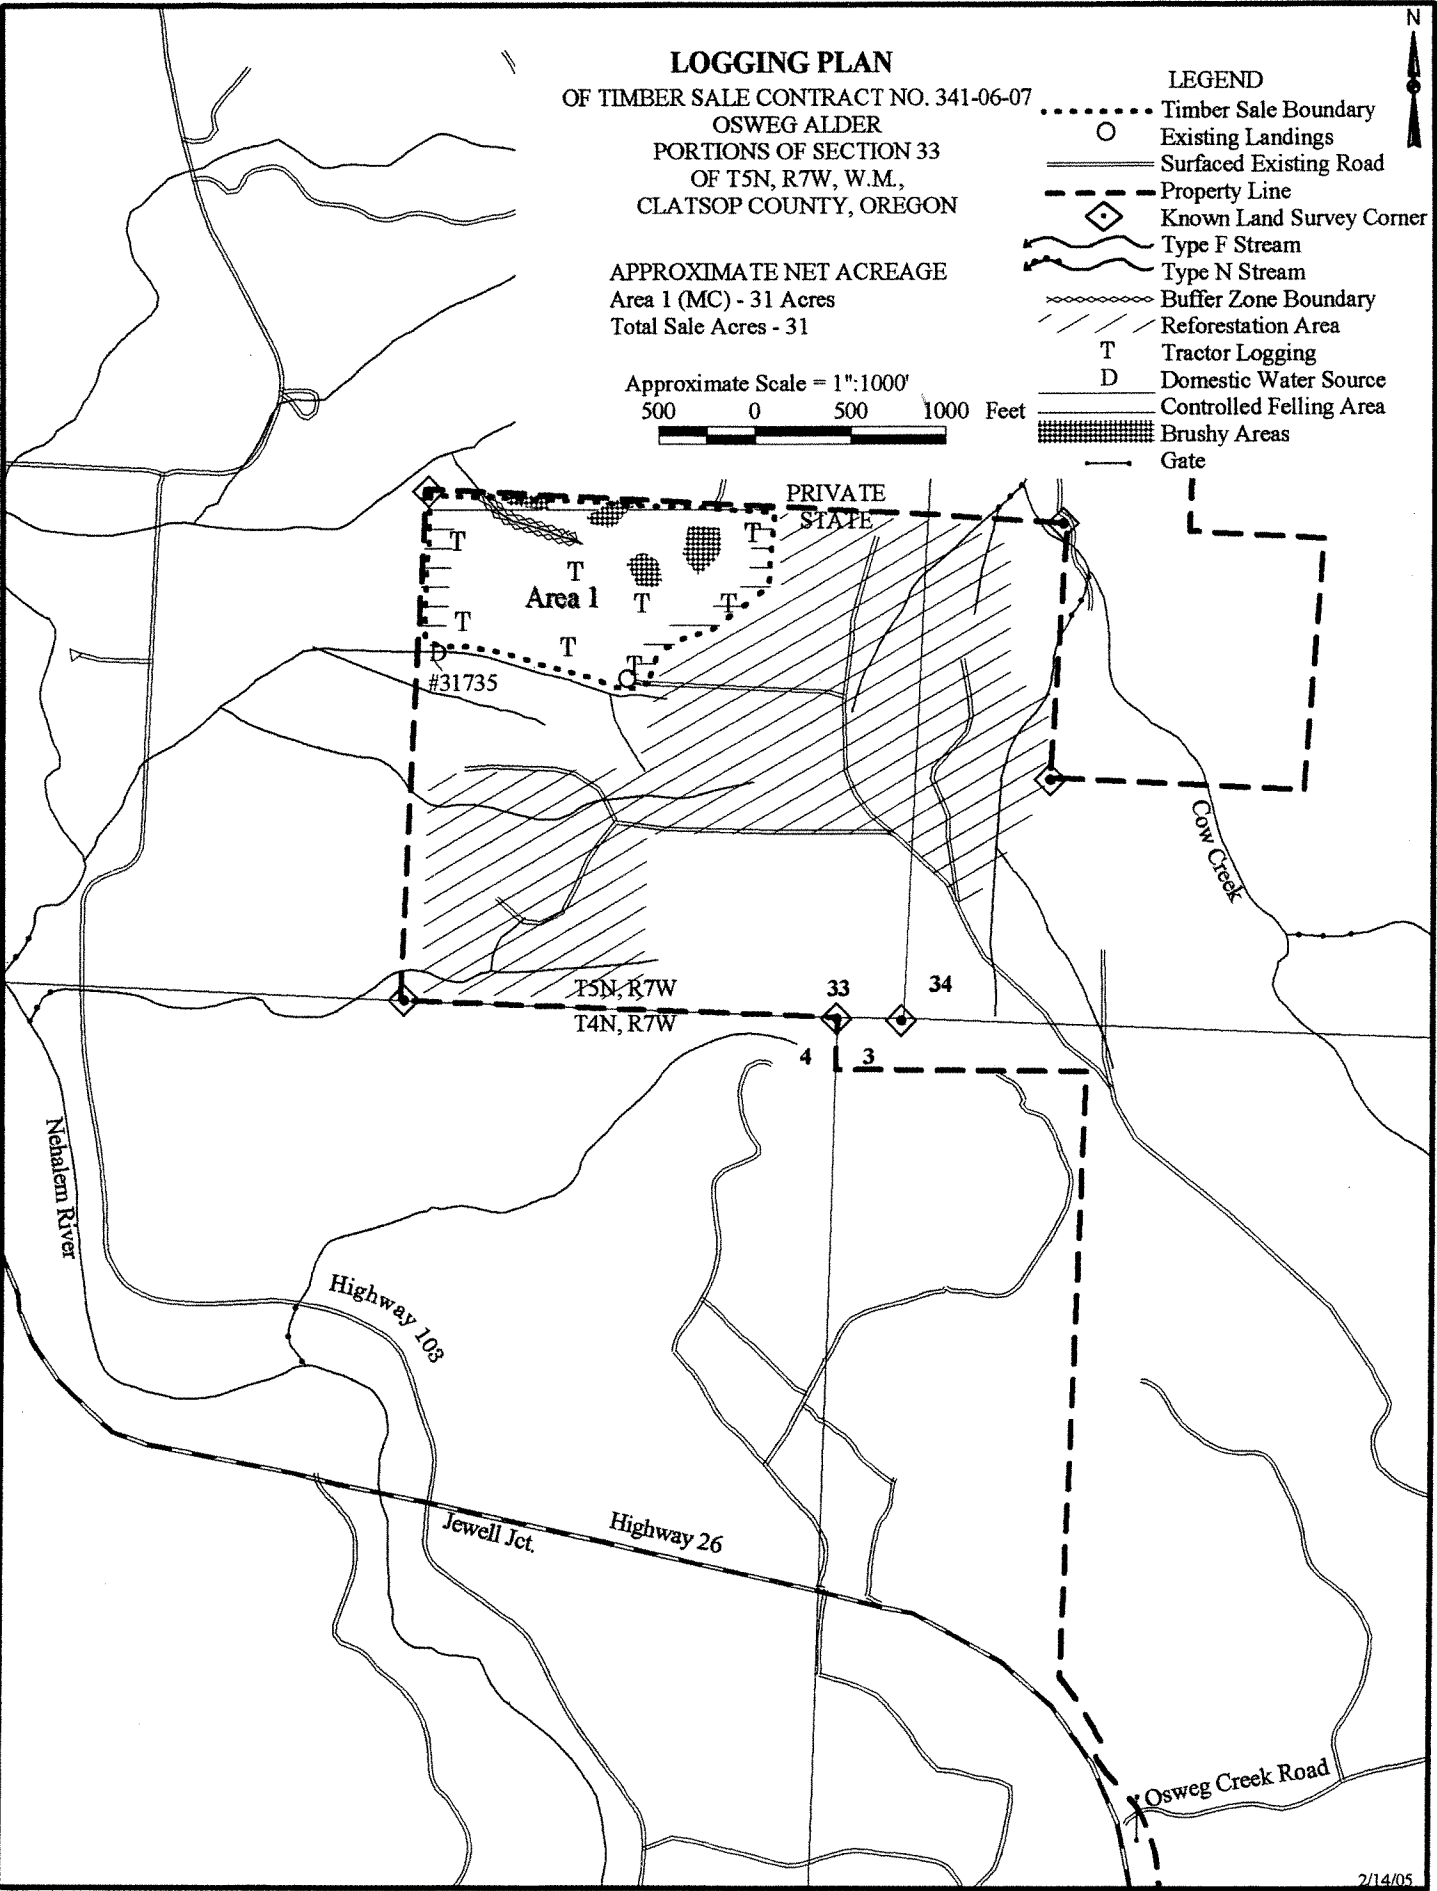 N
LOGGING PLAN
OF TIMBER SALE CONTRACT NO. 341-06-07
OSWEG ALDER
PORTIONS OF SECTION 33
OF T5N, R7W, W.M.,
CLATSOP COUNTY, OREGON
APPROXIMATE NET ACREAGE
Area 1 (MC) - 31 Acres
Total Sale Acres - 31
Approximate Scale = 1":1000'
500 0 500 1000 Feet
LEGEND
Timber Sale Boundary
Existing Landings
Surfaced Existing Road
Property Line
Known Land Survey Corner
Type F Stream
Type N Stream
Buffer Zone Boundary
Reforestation Area
T Tractor Logging
D Domestic Water Source
Controlled Felling Area
Brushy Areas
Gate
PRIVATE
STATE
T
T
T
Area 1
T
T
T
T
T
D
#31735
Cow Creek
T5N, R7W
T4N, R7W
33
34
4
3
Nehalem River
Highway 103
Jewell Jct.
Highway 26
Osweg Creek Road
2/14/05